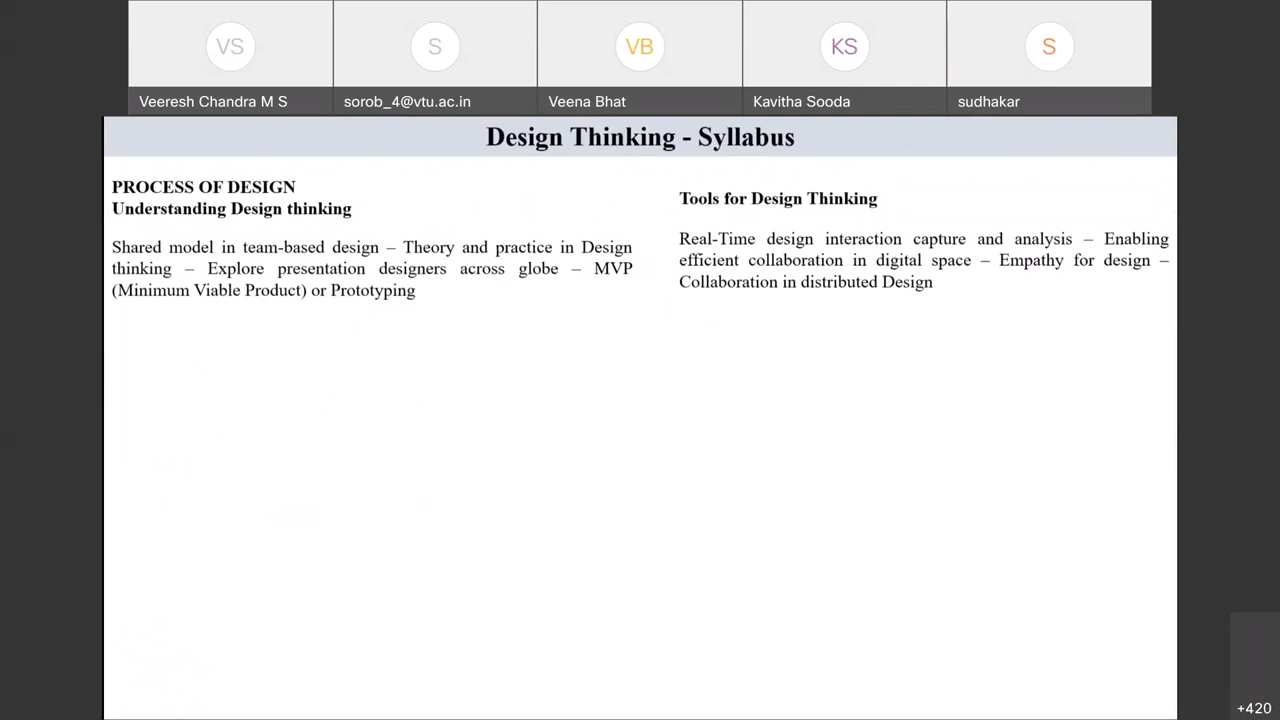 VS
S
VB
KS
S
Veeresh Chandra M S
sorob_4@vtu.ac.in
Veena Bhat
Kavitha Sooda
sudhakar
Design Thinking - Syllabus
PROCESS OF DESIGN
Understanding Design thinking
Shared model in team-based design – Theory and practice in Design
thinking – Explore presentation designers across globe – MVP
(Minimum Viable Product) or Prototyping
Tools for Design Thinking
Real-Time design interaction capture and analysis – Enabling
efficient collaboration in digital space – Empathy for design –
Collaboration in distributed Design
+420